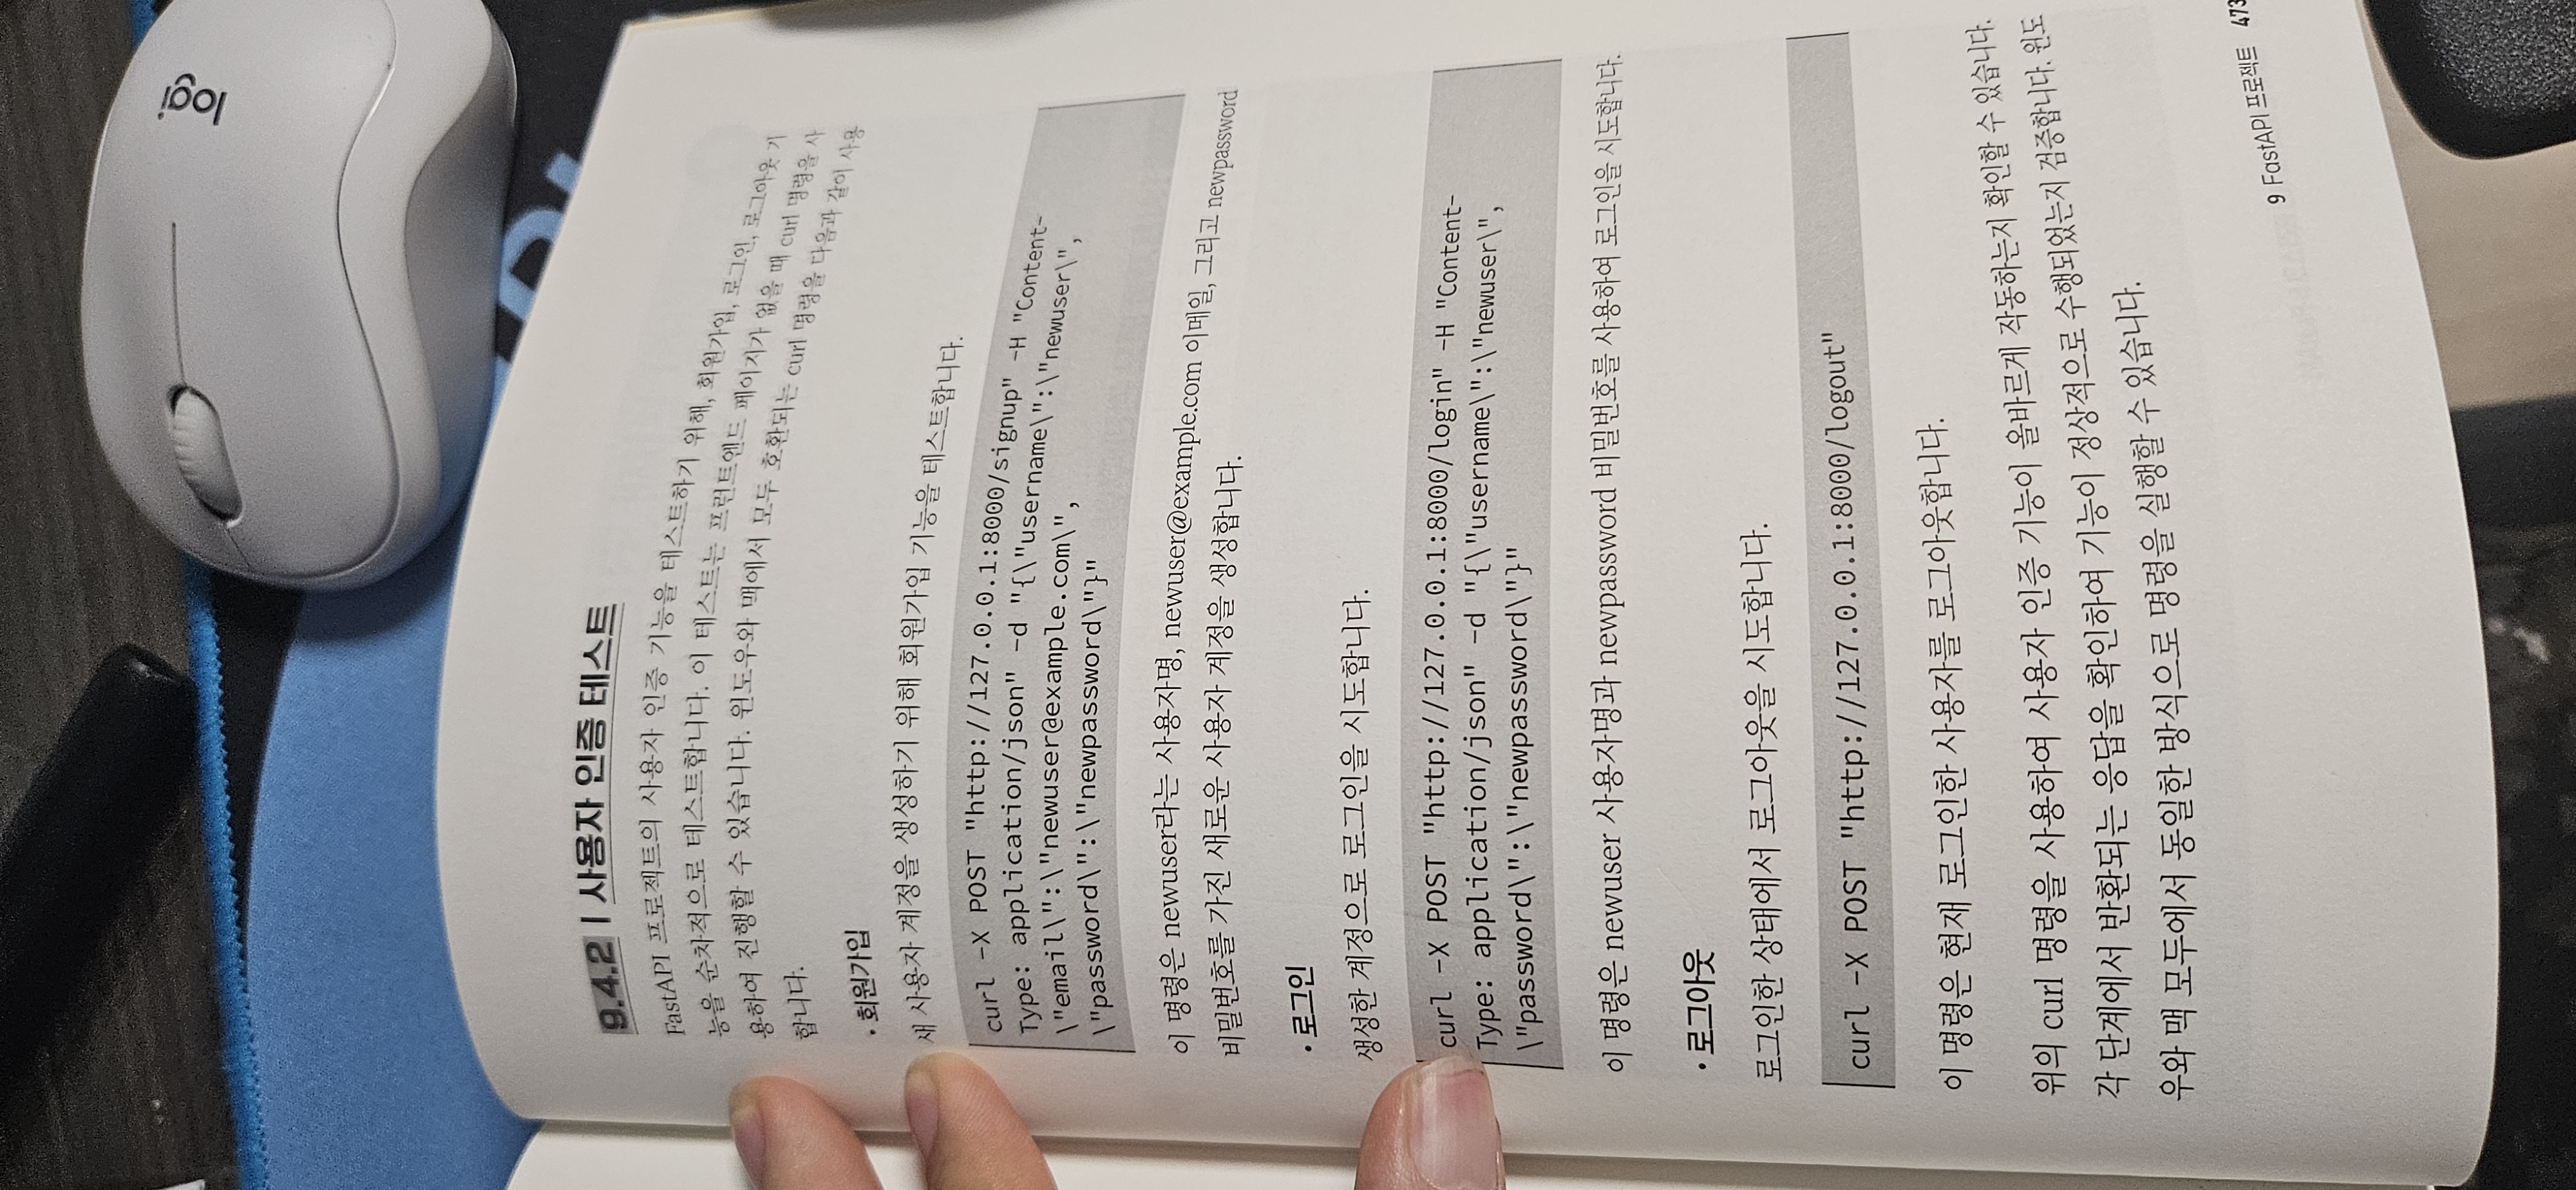 logi
9.4.2 | 사용자 인증 테스트
FastAPI 프로젝트의 사용자 인증 기능을 테스트하기 위해, 회원가입, 로그인, 로그아웃 기
능을 순차적으로 테스트합니다. 이 테스트는 프런트엔드 페이지가 없을 때 curl 명령을 사
용하여 진행할 수 있습니다. 윈도우와 맥에서 모두 호환되는 curl 명령을 다음과 같이 사용
합니다.
· 회원가입
새 사용자 계정을 생성하기 위해 회원가입 기능을 테스트합니다.
curl -X POST "http://127.0.0.1:8000/signup" -H "Content-
Type: application/json" -d "{\"username\":\"newuser\",
\"email\":\"newuser@example.com\",
\"password\":\"newpassword\"}"
이 명령은 newuser라는 사용자명, newuser@example.com 이메일, 그리고 newpassword
비밀번호를 가진 새로운 사용자 계정을 생성합니다.
· 로그인
생성한 계정으로 로그인을 시도합니다.
curl -X POST "http://127.0.0.1:8000/login" -H "Content-
Type: application/json" -d "{\"username\":\"newuser\",
\"password\":\"newpassword\"}"
이 명령은 newuser 사용자명과 newpassword 비밀번호를 사용하여 로그인을 시도합니다.
· 로그아웃
로그인한 상태에서 로그아웃을 시도합니다.
curl -X POST "http://127.0.0.1:8000/logout"
이 명령은 현재 로그인한 사용자를 로그아웃합니다.
위의 curl 명령을 사용하여 사용자 인증 기능이 올바르게 작동하는지 확인할 수 있습니다.
각 단계에서 반환되는 응답을 확인하여 기능이 정상적으로 수행되었는지 검증합니다. 윈도
우와 맥 모두에서 동일한 방식으로 명령을 실행할 수 있습니다.
9 FastAPI 프로젝트 473